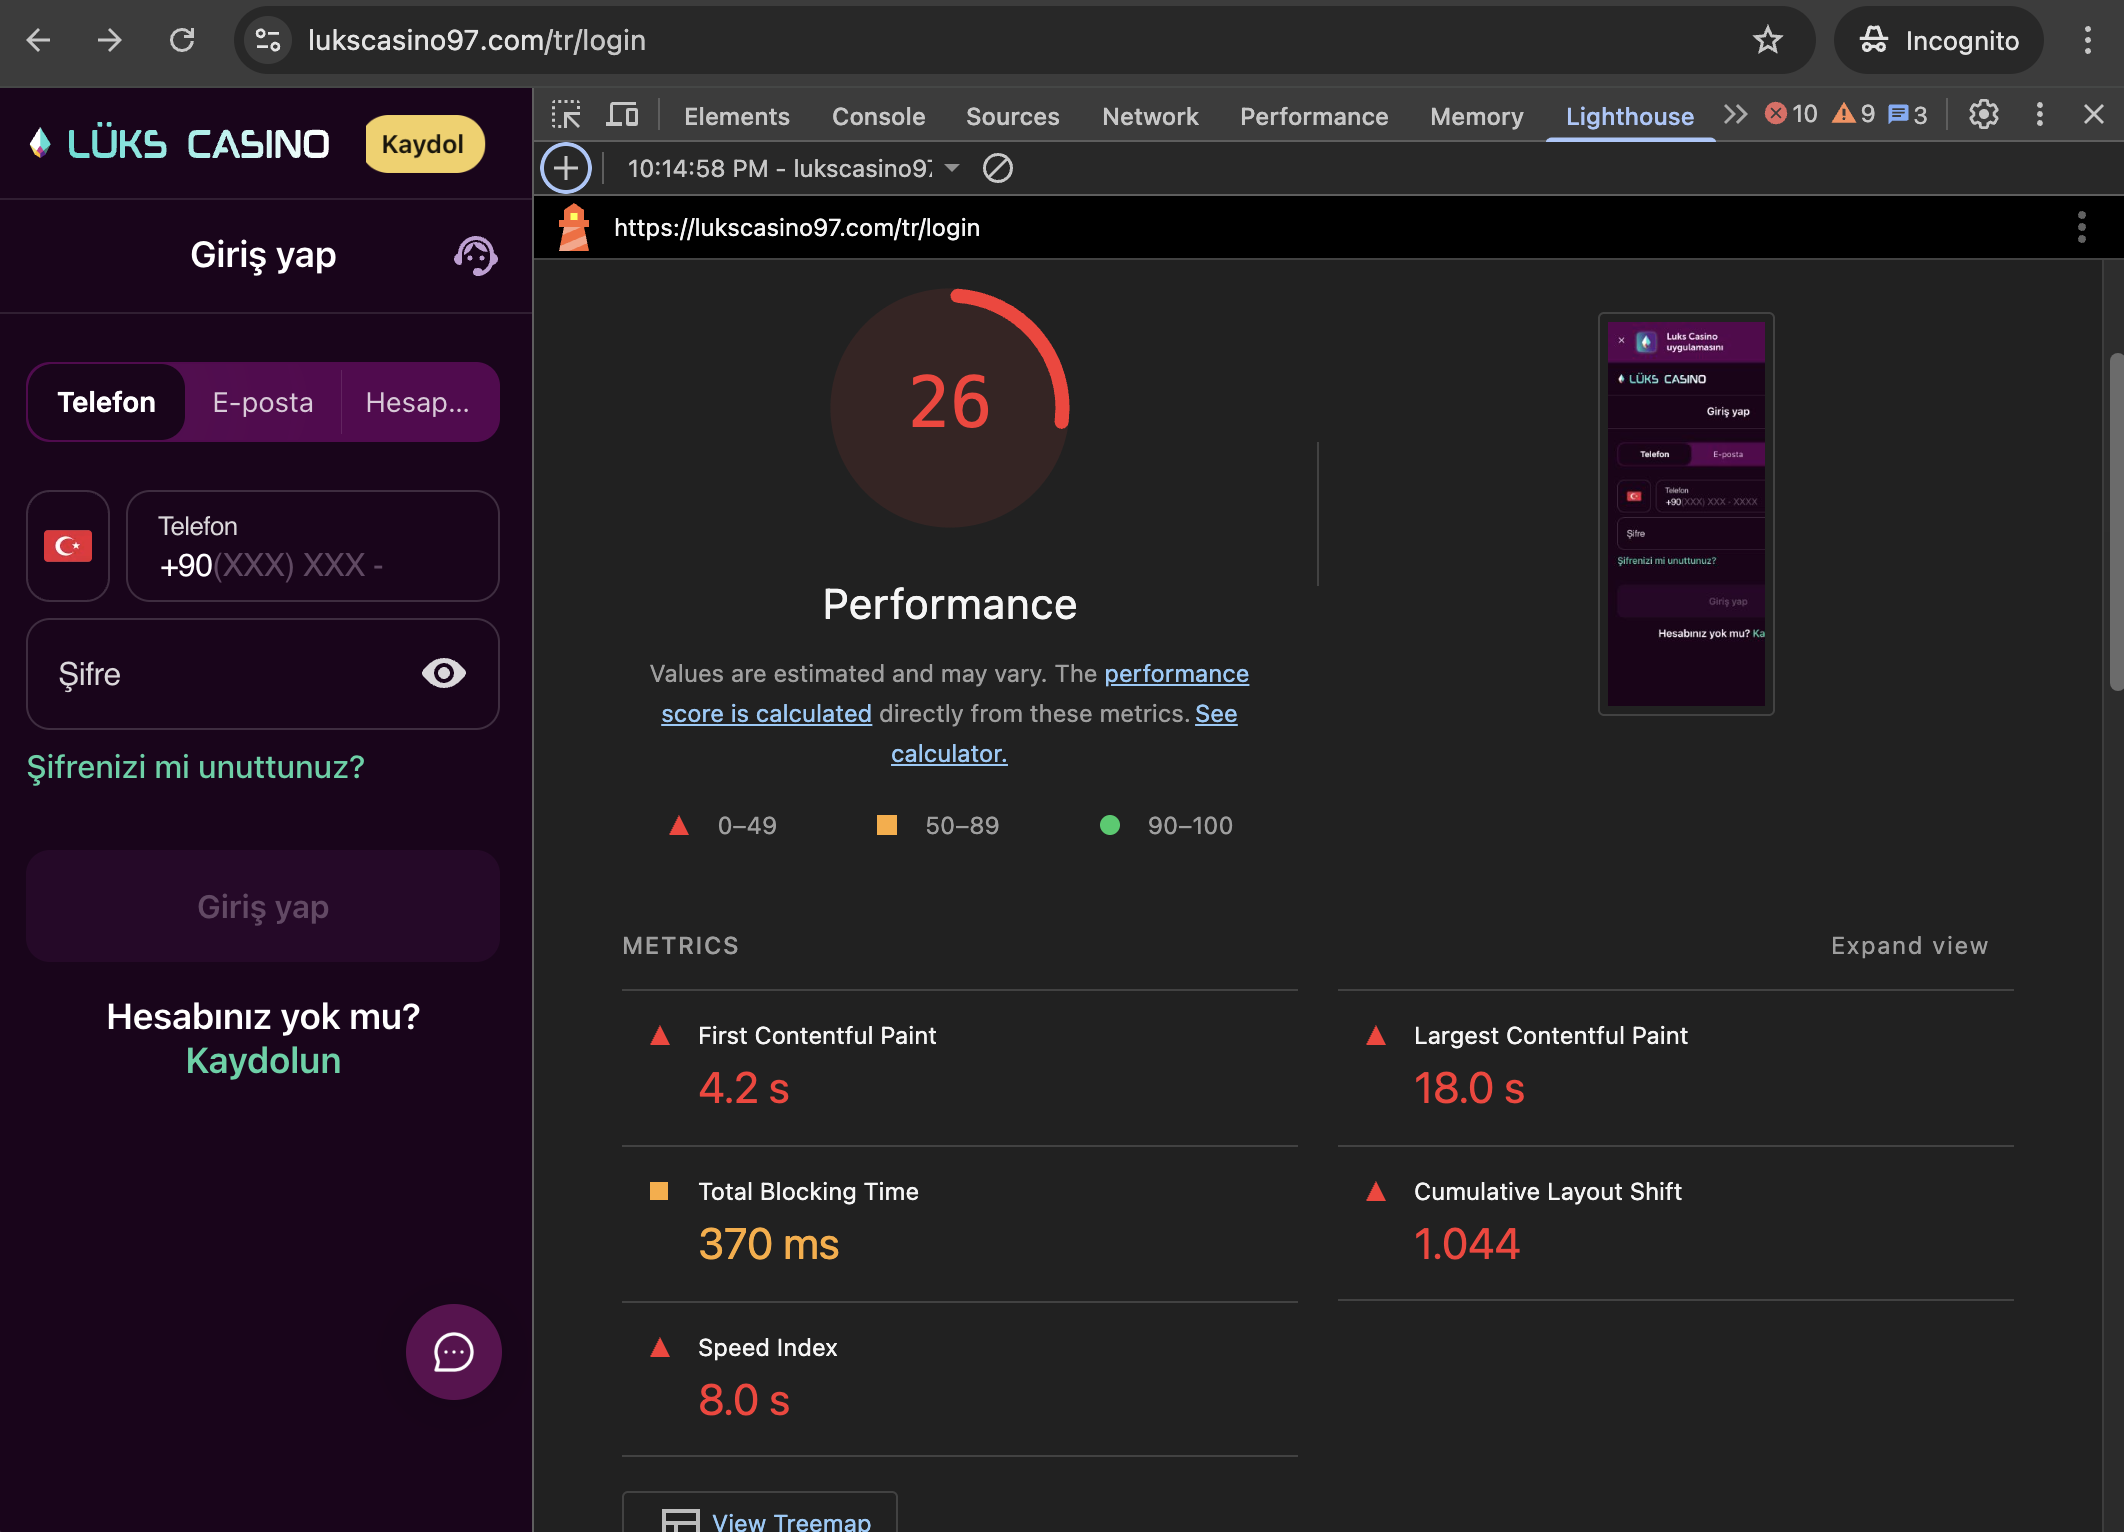 lukscasino97.com/tr/login
Incognito
LÜKS CASINO
Kaydol
Giriş yap
Telefon
E-posta
Hesap...
Telefon
+90(XXX) XXX -
Şifre
Şifrenizi mi unuttunuz?
Giriş yap
Hesabınız yok mu?
Kaydolun
Elements
Console
Sources
Network
Performance
Memory
Lighthouse
10
9
3
10:14:58 PM - lukscasino97
https://lukscasino97.com/tr/login
26
Performance
Values are estimated and may vary. The performance
score is calculated directly from these metrics. See
calculator.
0–49
50–89
90–100
Luks Casino
uygulamasını
LÜKS CASINO
Giriş yap
Telefon
E-posta
Telefon
+90(XXX) XXX - XXXX
Şifre
Şifrenizi mi unuttunuz?
Giriş yap
Hesabınız yok mu? Ka
METRICS
Expand view
First Contentful Paint
4.2 s
Largest Contentful Paint
18.0 s
Total Blocking Time
370 ms
Cumulative Layout Shift
1.044
Speed Index
8.0 s
View Treemap